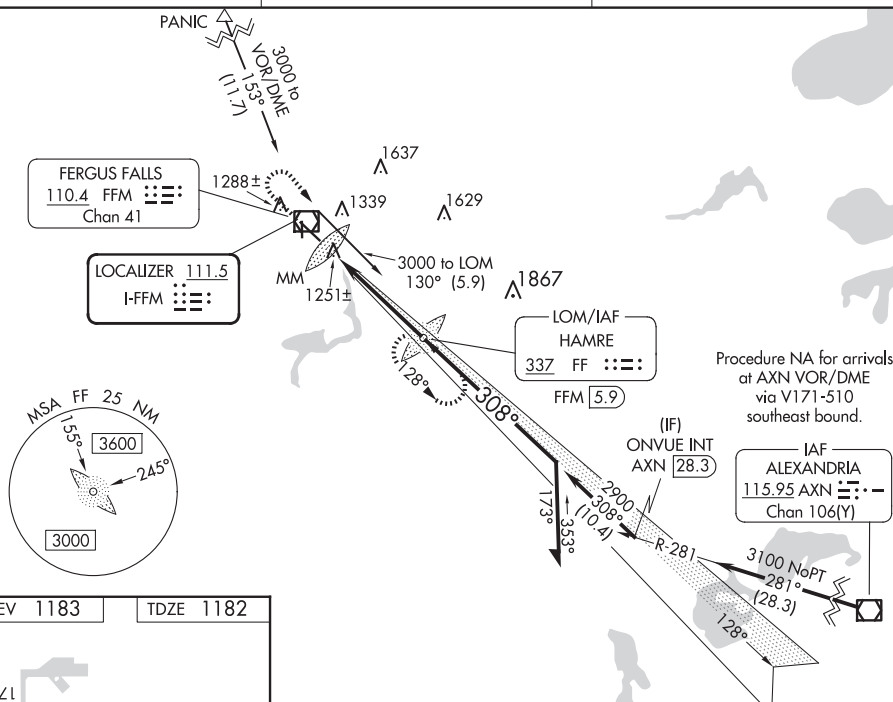 PANIC
3000 to
VOR/DME
153°
(11.7)
FERGUS FALLS
110.4 FFM
Chan 41
1288±
1637
1339
1629
LOCALIZER 111.5
I-FFM
MM
1251±
3000 to LOM
130° (5.9)
1867
LOM/IAF
HAMRE
337 FF
FFM 5.9
128°
308°
Procedure NA for arrivals
at AXN VOR/DME
via V171-510
southeast bound.
(IF)
ONVUE INT
AXN 28.3
IAF
ALEXANDRIA
115.95 AXN
Chan 106(Y)
MSA FF 25 NM
155°
3600
245°
3000
173°
353°
2900
308°
(10.4)
R-281
3100 NoPT
281°
(28.3)
128°
EV 1183
TDZE 1182
17